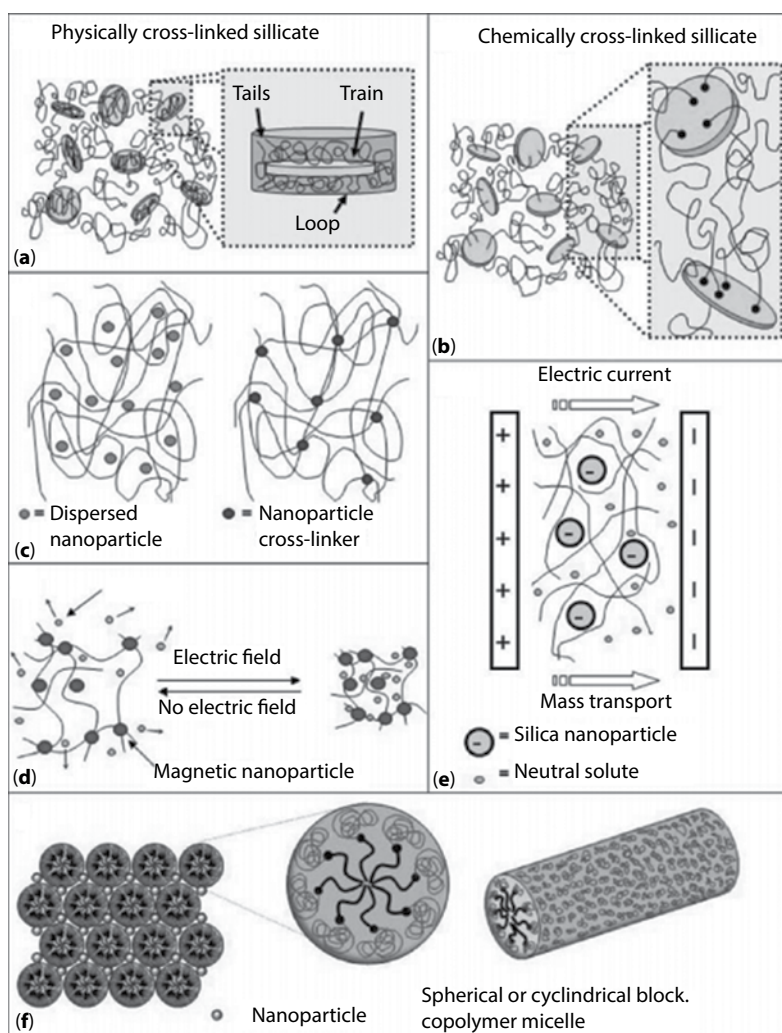 Physically cross-linked sillicate
Tails
Train
Loop
(a)
Chemically cross-linked sillicate
(b)
= Dispersed
nanoparticle
= Nanoparticle
cross-linker
(c)
Electric field
No electric field
Magnetic nanoparticle
(d)
Electric current
+ −
+ −
+ −
+ −
+ −
-
-
-
-
Mass transport
- = Silica nanoparticle
= Neutral solute
(e)
Nanoparticle
Spherical or cyclindrical block.
copolymer micelle
(f)